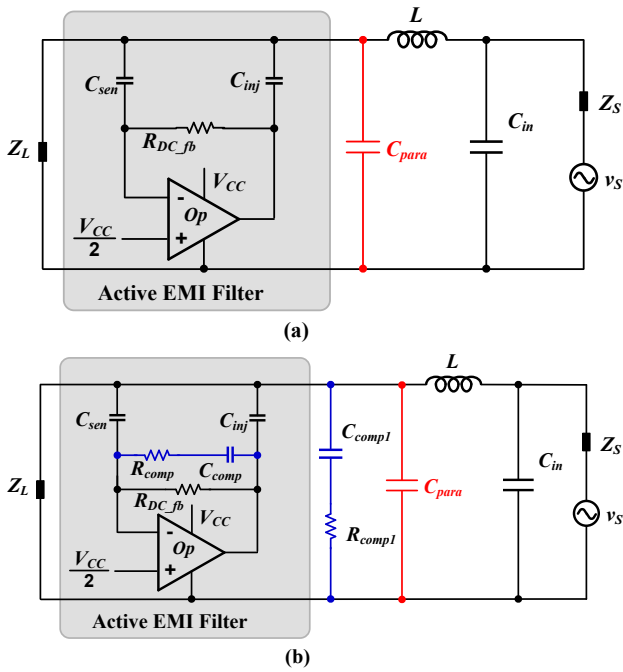 L
C_sen
C_inj
R_DC_fb
Z_L
C_para
C_in
Z_S
v_S
V_CC
-
Op
+
V_CC
2
Active EMI Filter
(a)
L
C_sen
C_inj
R_comp
C_comp
R_DC_fb
C_comp1
R_comp1
Z_L
C_para
C_in
Z_S
v_S
V_CC
-
Op
+
V_CC
2
Active EMI Filter
(b)